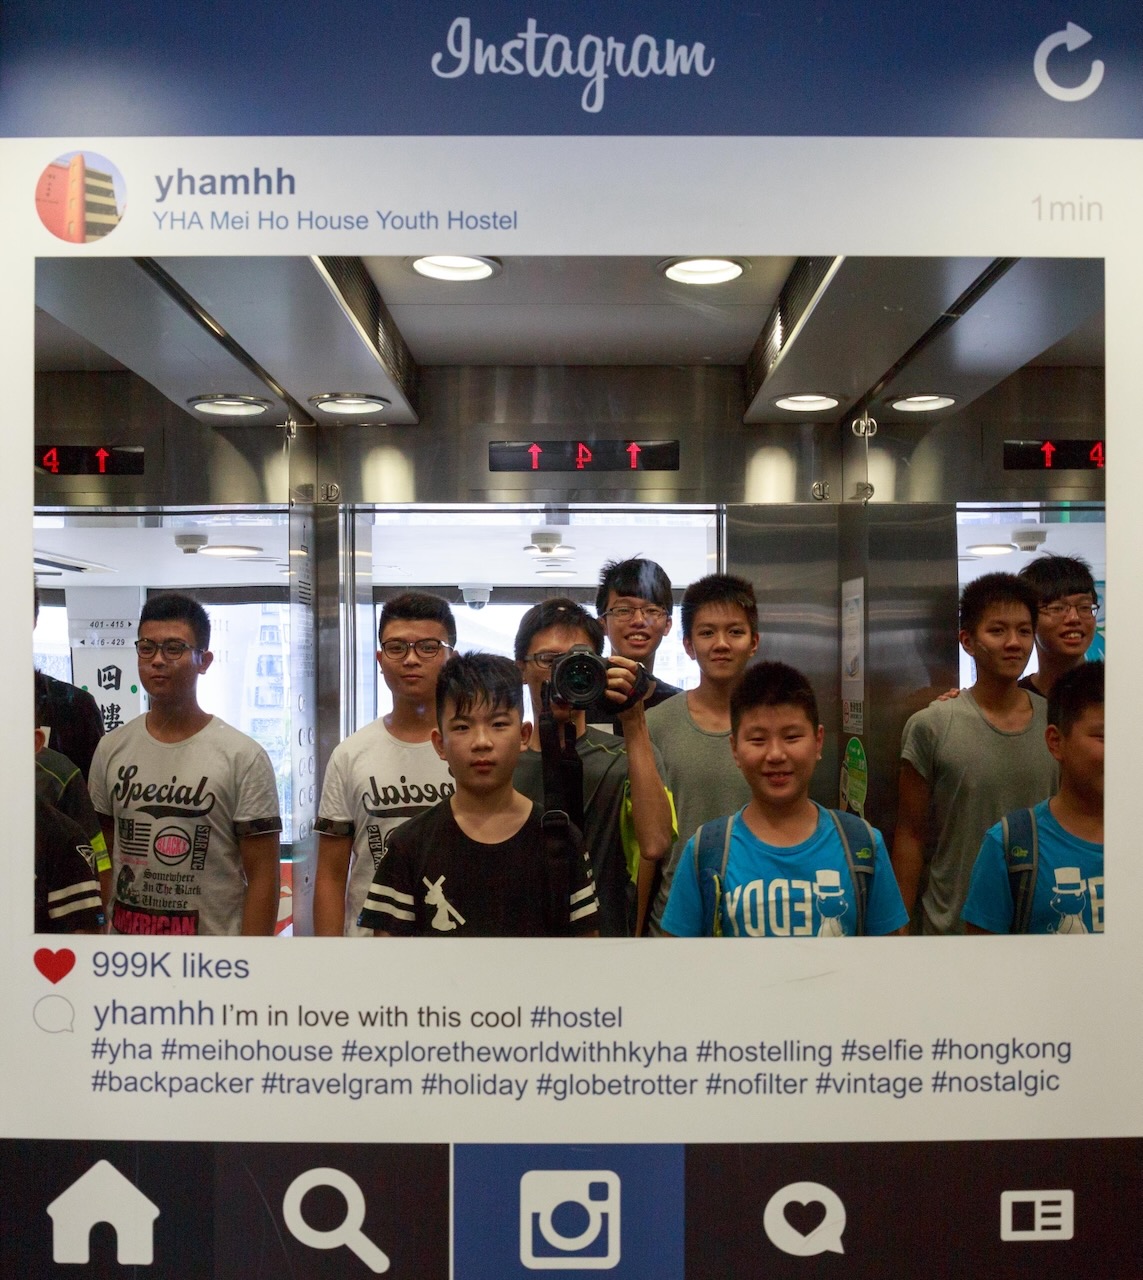 Instagram
yhamhh
YHA Mei Ho House Youth Hostel
1min
4
4
4
401-415
416-429
四
樓
Special
BLACK
STAR NYC
Somewhere
In The Black
Universe
AMERICAN
EDDY
999K likes
yhamhh I'm in love with this cool #hostel
#yha #meihohouse #exploretheworldwithhkyha #hostelling #selfie #hongkong
#backpacker #travelgram #holiday #globetrotter #nofilter #vintage #nostalgic